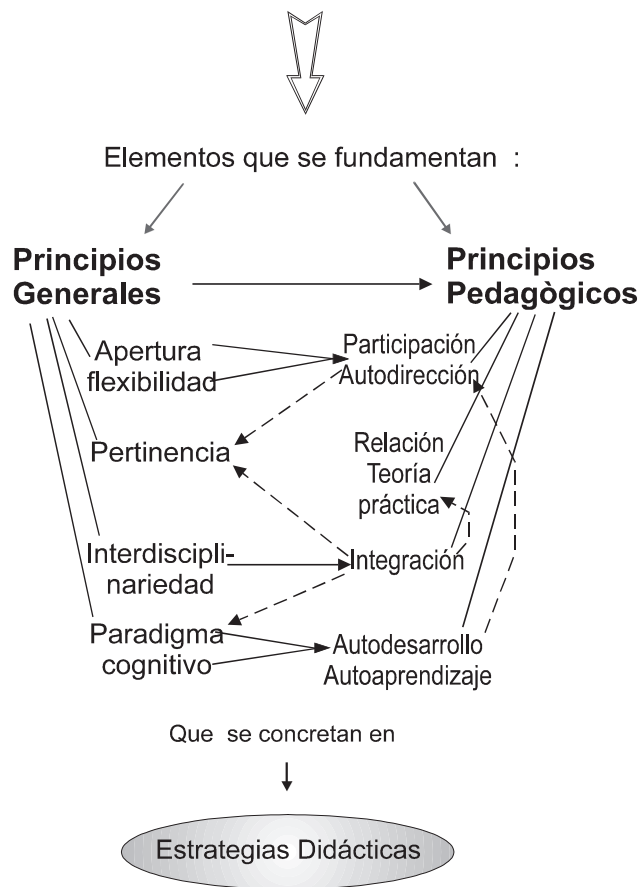 Elementos que se fundamentan :
Principios
Generales
Principios
Pedagògicos
Apertura
flexibilidad
Participación
Autodirección
Pertinencia
Relación
Teoría
práctica
Interdiscipli-
nariedad
Integración
Paradigma
cognitivo
Autodesarrollo
Autoaprendizaje
Que se concretan en
Estrategias Didácticas